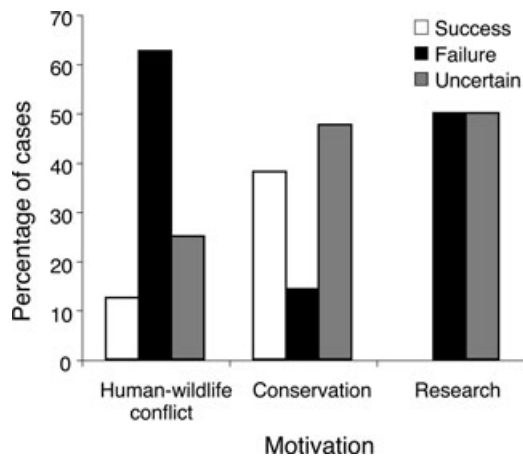 70
60
50
40
30
20
10
0
Percentage of cases
Success
Failure
Uncertain
Human-wildlife
conflict
Conservation
Research
Motivation